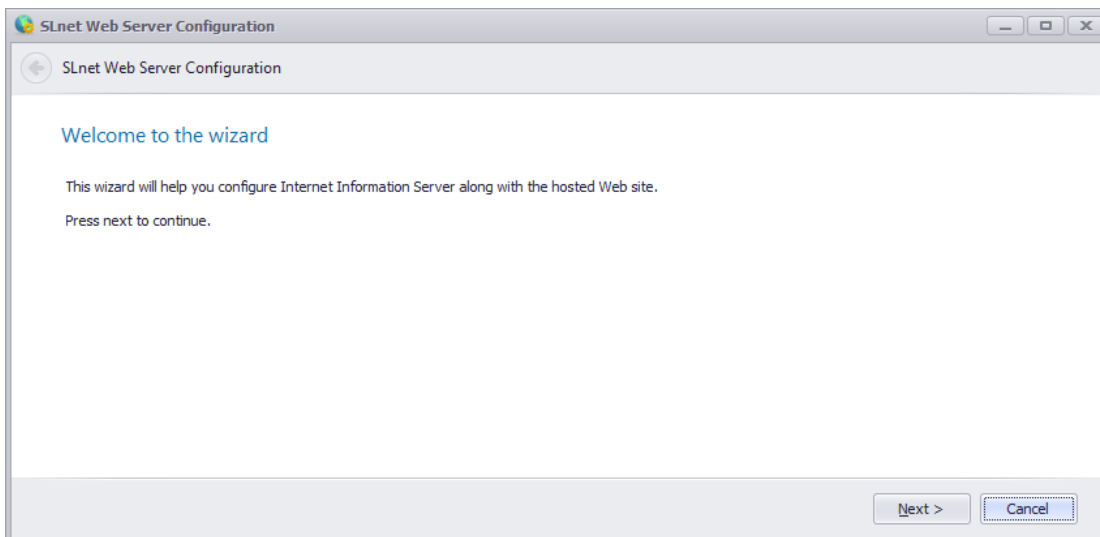 SLnet Web Server Configuration
SLnet Web Server Configuration
Welcome to the wizard
This wizard will help you configure Internet Information Server along with the hosted Web site.
Press next to continue.
Next >
Cancel